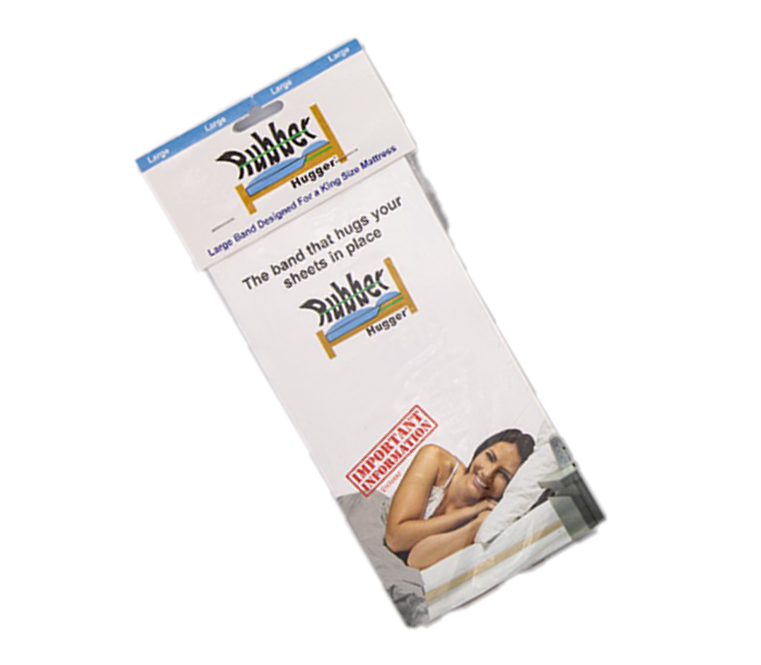 Large Large Large Large
Rubber
Hugger
Large Band Designed For a King Size Mattress
The band that hugs your
sheets in place
Rubber
Hugger
IMPORTANT
INFORMATION
Enclosed